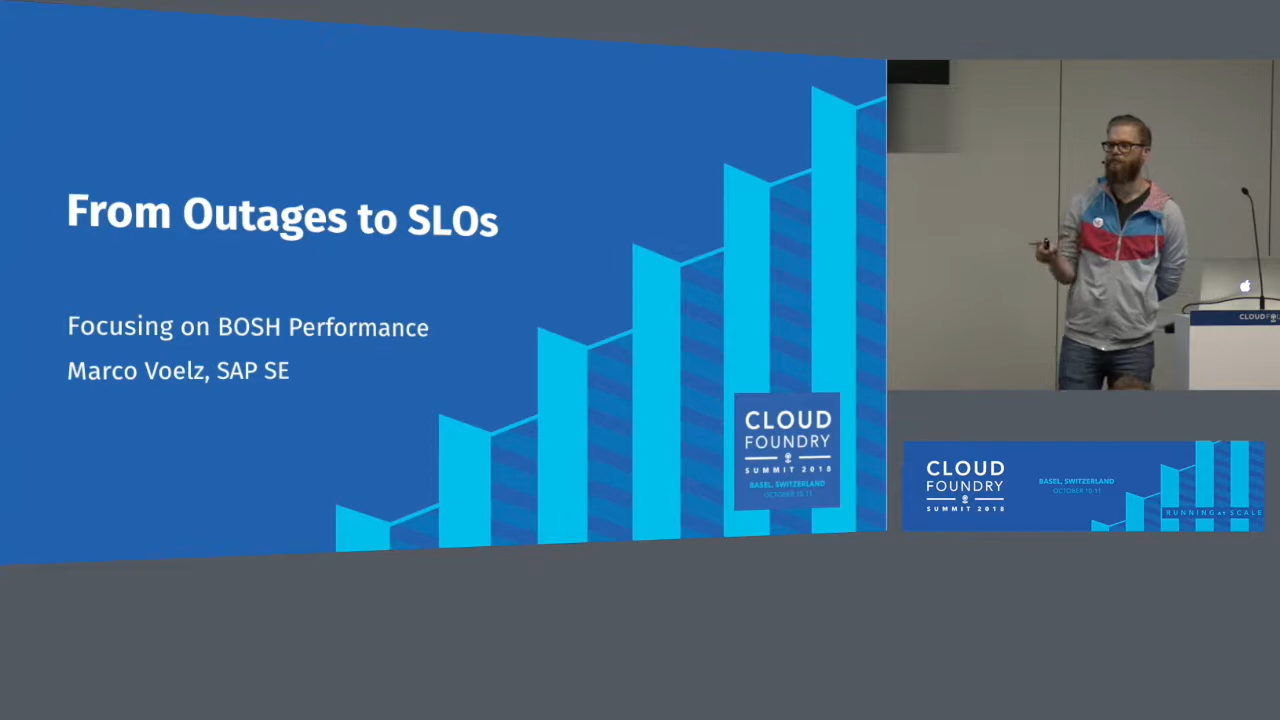 From Outages to SLOs
Focusing on BOSH Performance
Marco Voelz, SAP SE
CLOUD
FOUNDRY
SUMMIT 2018
BASEL, SWITZERLAND
OCTOBER 10-11
CLOUD
FOUNDRY
SUMMIT 2018
BASEL, SWITZERLAND
OCTOBER 10-11
RUNNING AT SCALE